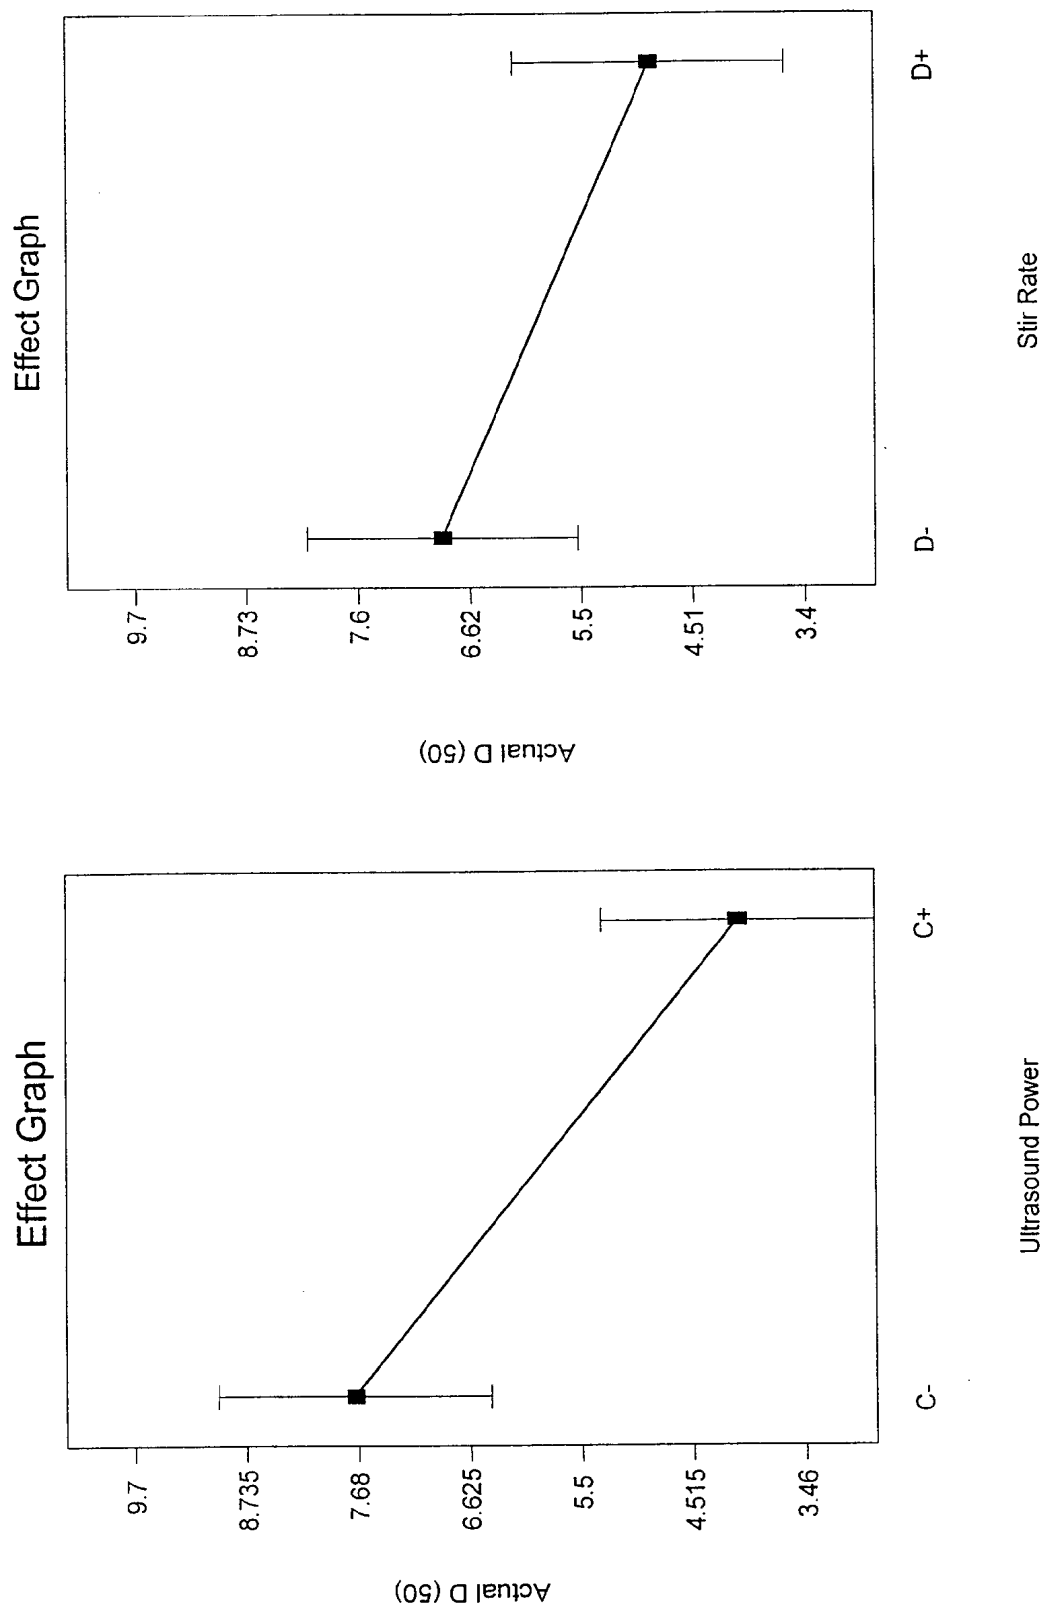 Effect Graph
9.7
8.735
7.68
6.625
5.5
4.515
3.46
Actual D (50)
C-
C+
Ultrasound Power
Effect Graph
9.7
8.73
7.6
6.62
5.5
4.51
3.4
Actual D (50)
D-
D+
Stir Rate